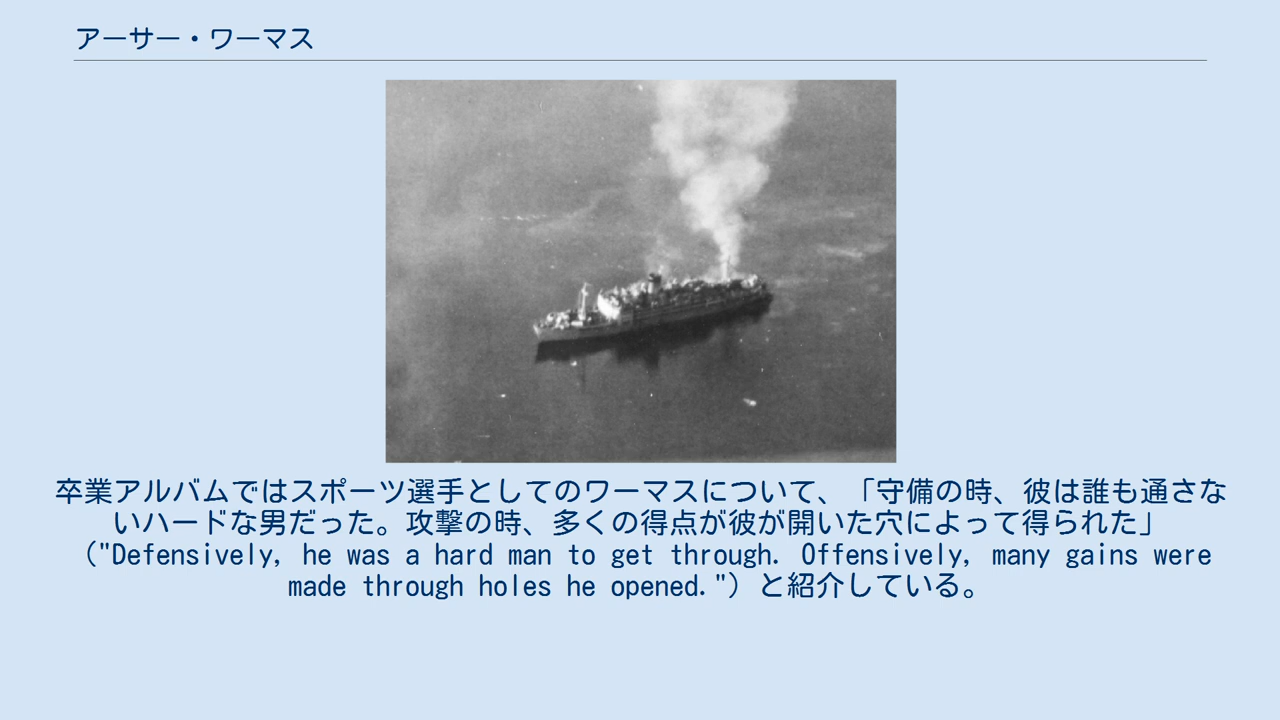 アーサー・ワーマス
卒業アルバムではスポーツ選手としてのワーマスについて、「守備の時、彼は誰も通さな
いハードな男だった。攻撃の時、多くの得点が彼が開いた穴によって得られた」
("Defensively, he was a hard man to get through. Offensively, many gains were
made through holes he opened.")と紹介している。